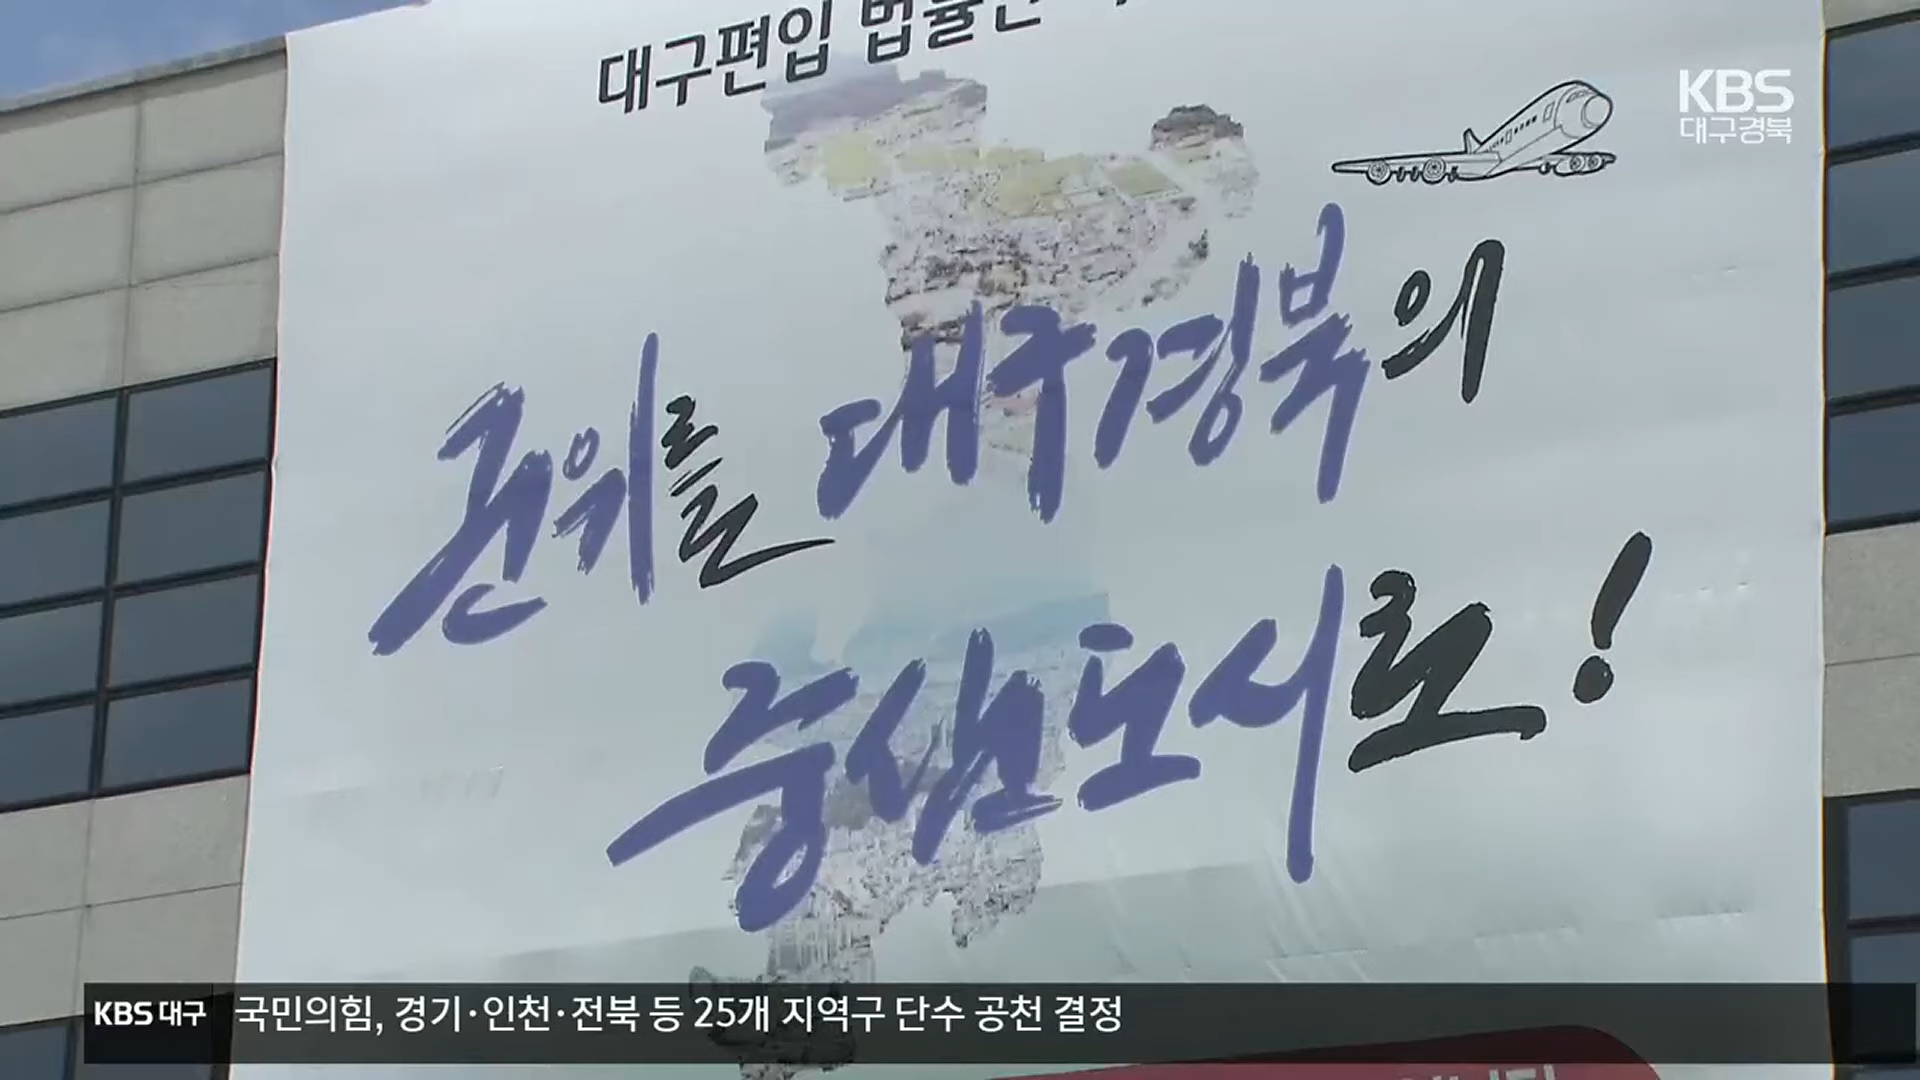 대구편입 법률안
KBS
대구경북
군위를 대구경북의
중심도시로!
KBS 대구
국민의힘, 경기·인천·전북 등 25개 지역구 단수 공천 결정